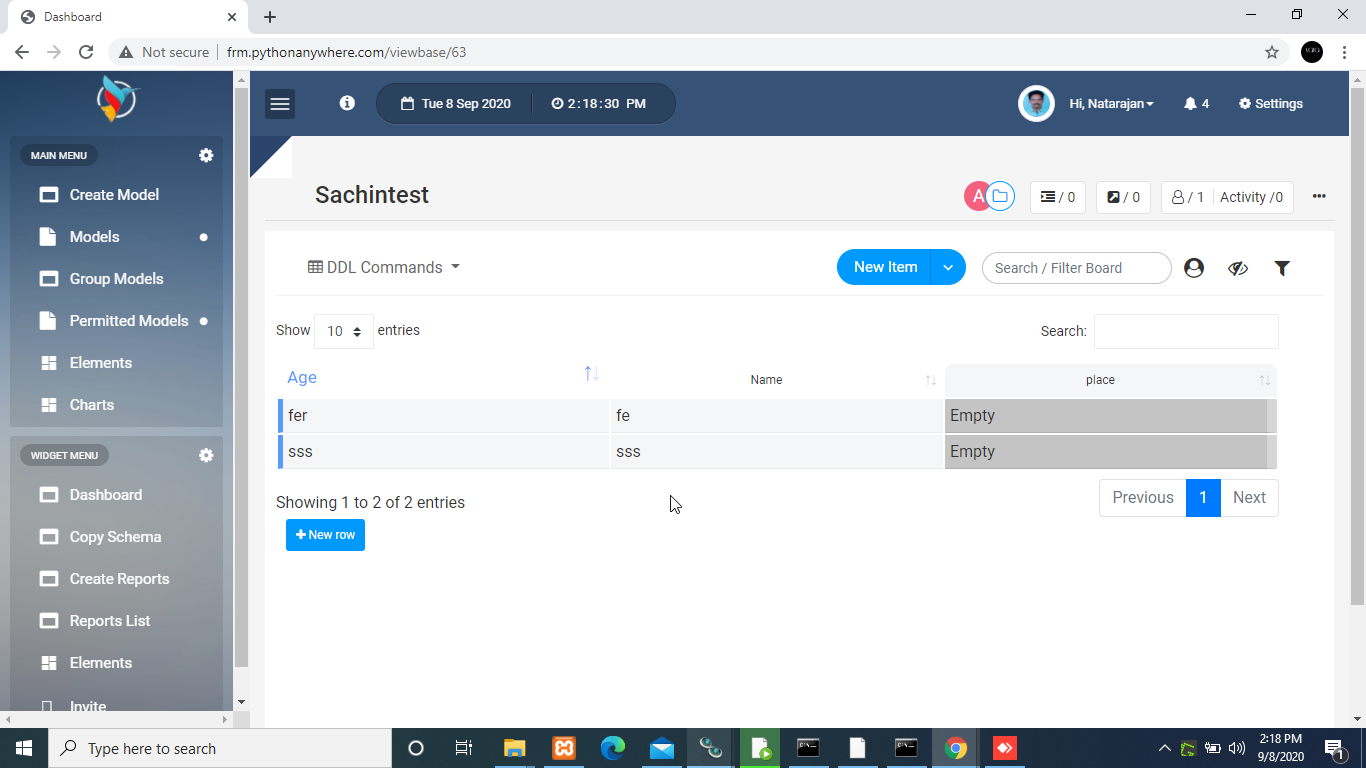 Dashboard
Not secure
frm.pythonanywhere.com/viewbase/63
Tue 8 Sep 2020
2:18:30 PM
Hi, Natarajan
4
Settings
MAIN MENU
Create Model
Models
Group Models
Permitted Models
Elements
Charts
WIDGET MENU
Dashboard
Copy Schema
Create Reports
Reports List
Elements
Invite
Sachintest
A
/ 0
/ 0
/ 1
Activity /0
DDL Commands
New Item
Search / Filter Board
Show 10 entries
Search:
Age Name place
fer fe Empty
sss sss Empty
Showing 1 to 2 of 2 entries
Previous 1 Next
+ New row
Type here to search
2:18 PM
9/8/2020
1